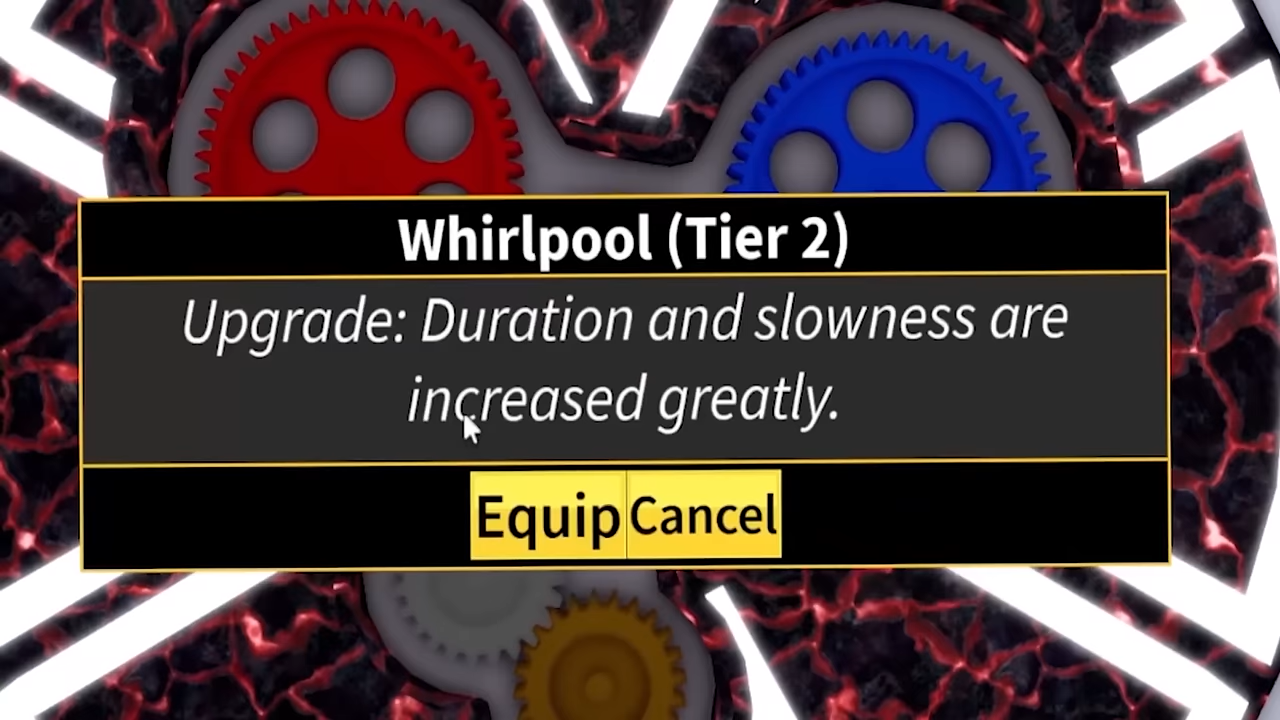 Whirlpool (Tier 2)
Upgrade: Duration and slowness are
increased greatly.
Equip Cancel